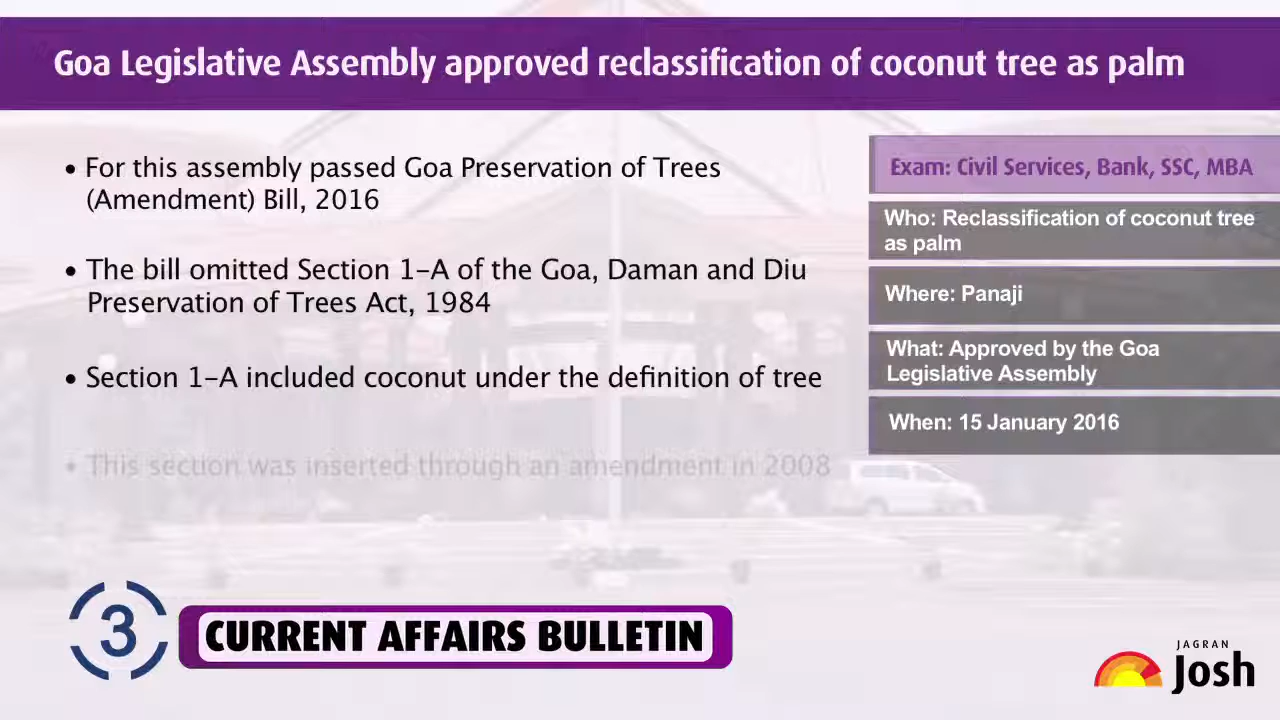 Goa Legislative Assembly approved reclassification of coconut tree as palm
• For this assembly passed Goa Preservation of Trees
(Amendment) Bill, 2016
• The bill omitted Section 1-A of the Goa, Daman and Diu
Preservation of Trees Act, 1984
• Section 1-A included coconut under the definition of tree
• This section was inserted through an amendment in 2008
Exam: Civil Services, Bank, SSC, MBA
Who: Reclassification of coconut tree
as palm
Where: Panaji
What: Approved by the Goa
Legislative Assembly
When: 15 January 2016
3
CURRENT AFFAIRS BULLETIN
JAGRAN
Josh